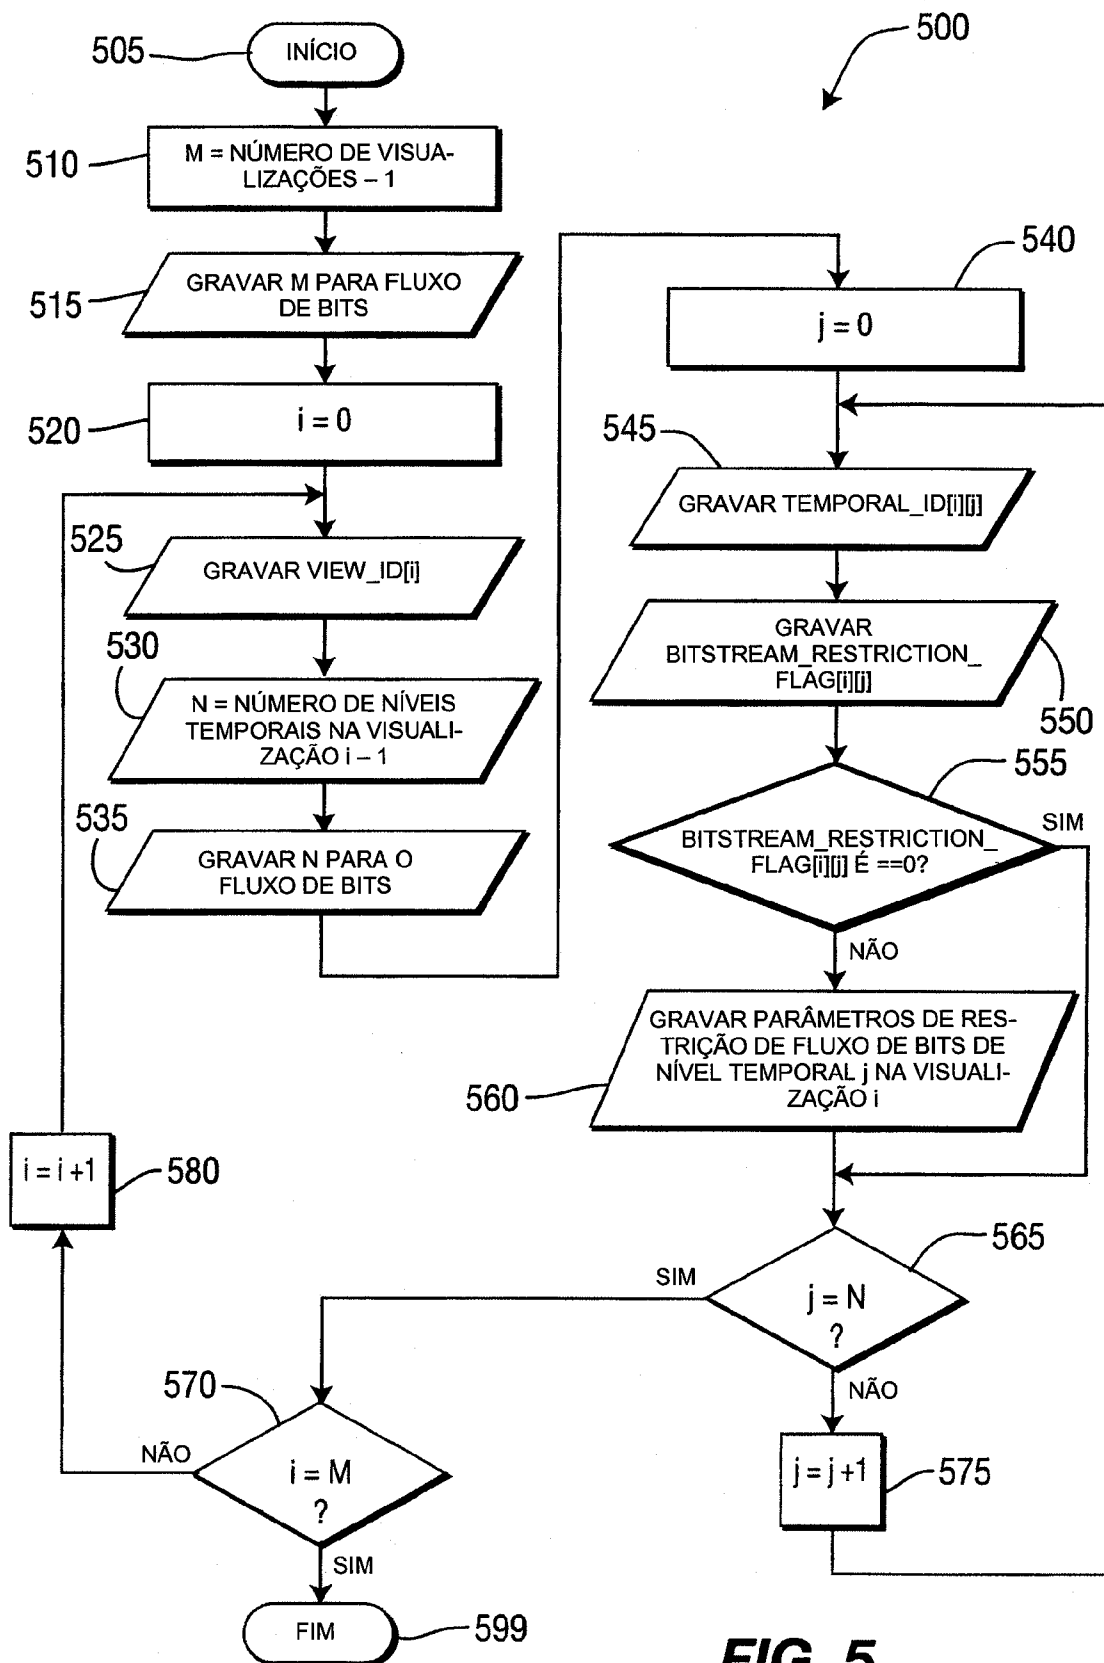 500
505
INÍCIO
510
M = NÚMERO DE VISUA-
LIZAÇÕES – 1
515
GRAVAR M PARA FLUXO
DE BITS
520
i = 0
525
GRAVAR VIEW_ID[i]
530
N = NÚMERO DE NÍVEIS
TEMPORAIS NA VISUALI-
ZAÇÃO i – 1
535
GRAVAR N PARA O
FLUXO DE BITS
540
j = 0
545
GRAVAR TEMPORAL_ID[i][j]
GRAVAR
BITSTREAM_RESTRICTION_
FLAG[i][j]
550
555
BITSTREAM_RESTRICTION_
FLAG[i][j] É ==0?
SIM
NÃO
GRAVAR PARÂMETROS DE RES-
TRIÇÃO DE FLUXO DE BITS DE
NÍVEL TEMPORAL j NA VISUALI-
ZAÇÃO i
560
565
j = N
?
SIM
NÃO
j = j +1
575
570
i = M
?
NÃO
SIM
i = i +1
580
FIM
599
FIG. 5